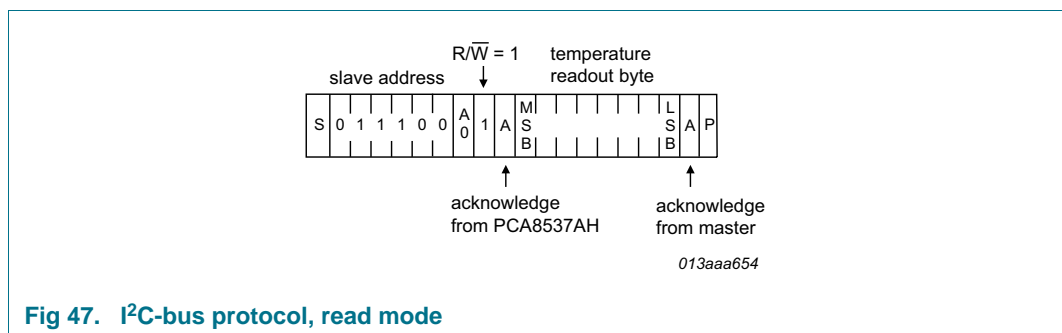 R/W̅ = 1
temperature
readout byte
slave address
S 0 1 1 1 0 0 A0 1 A MSB LSB A P
acknowledge
from PCA8537AH
acknowledge
from master
013aaa654
Fig 47. I²C-bus protocol, read mode